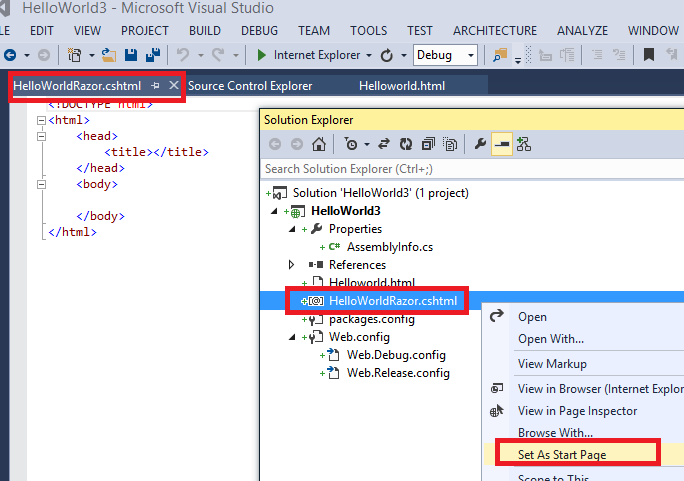 HelloWorld3 - Microsoft Visual Studio
LE EDIT VIEW PROJECT BUILD DEBUG TEAM TOOLS TEST ARCHITECTURE ANALYZE WINDOW
Internet Explorer Debug
HelloWorldRazor.cshtml Source Control Explorer Helloworld.html
<!DOCTYPE html>
<html>
<head>
<title></title>
</head>
<body>
</body>
</html>
Solution Explorer
Search Solution Explorer (Ctrl+;)
Solution 'HelloWorld3' (1 project)
HelloWorld3
Properties
C# AssemblyInfo.cs
References
Helloworld.html
[@] HelloWorldRazor.cshtml
packages.config
Web.config
Web.Debug.config
Web.Release.config
Open
Open With...
View Markup
View in Browser (Internet Explor
View in Page Inspector
Browse With...
Set As Start Page
Scope to This